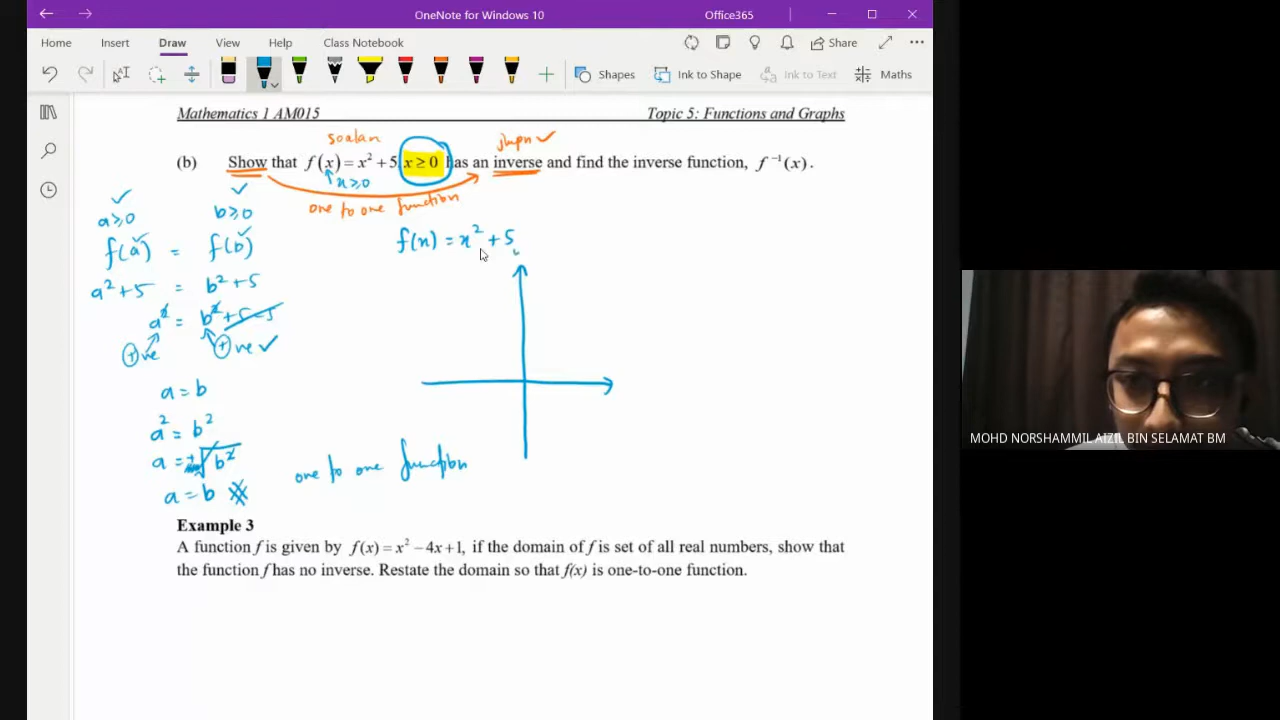 OneNote for Windows 10
Office365
Home Insert Draw View Help Class Notebook
Share
Shapes Ink to Shape Ink to Text Maths
Mathematics 1 AM015 Topic 5: Functions and Graphs
soalan
(b) Show that f(x) = x² + 5, x ≥ 0 has an inverse and find the inverse function, f⁻¹(x).
x ≥ 0
one to one function
a ≥ 0 b ≥ 0
f(a) = f(b)
f(x) = x² + 5
a² + 5 = b² + 5
a² = b² + 5 - 5
+ve +ve
a = b
a² = b²
a = ±√b²
a = b
one to one function
Example 3
A function f is given by f(x) = x² − 4x + 1, if the domain of f is set of all real numbers, show that
the function f has no inverse. Restate the domain so that f(x) is one-to-one function.
MOHD NORSHAMMIL AIZIL BIN SELAMAT BM